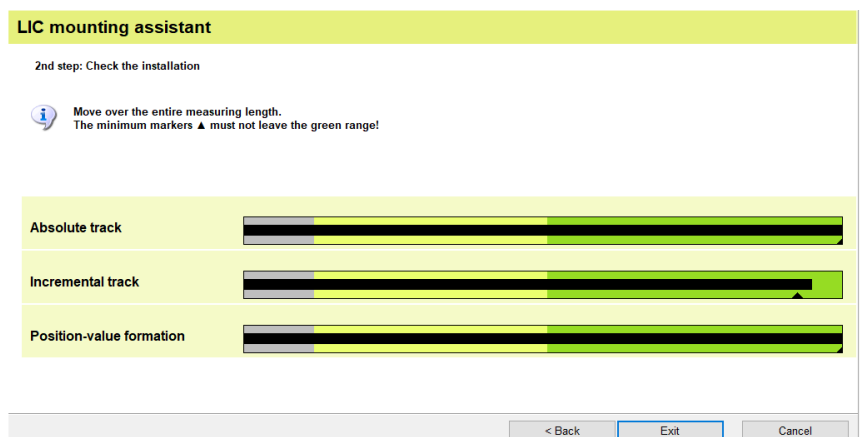 LIC mounting assistant
2nd step: Check the installation
Move over the entire measuring length.
The minimum markers ▲ must not leave the green range!
Absolute track
Incremental track
Position-value formation
< Back Exit Cancel